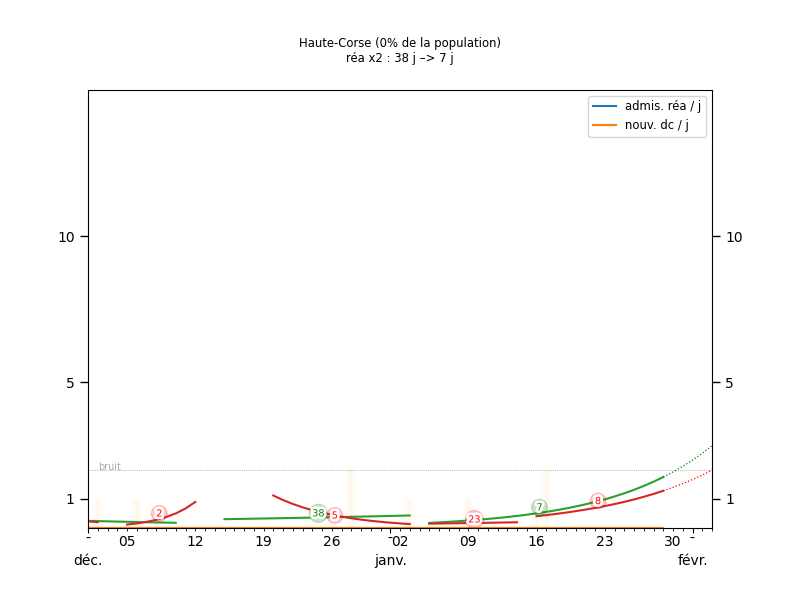 Haute-Corse (0% de la population)
réa x2 : 38 j –> 7 j
admis. réa / j
nouv. dc / j
10 10
5 5
bruit
1 1
2 38 5 23 7 8
05 12 19 26 02 09 16 23 30
déc. janv. févr.